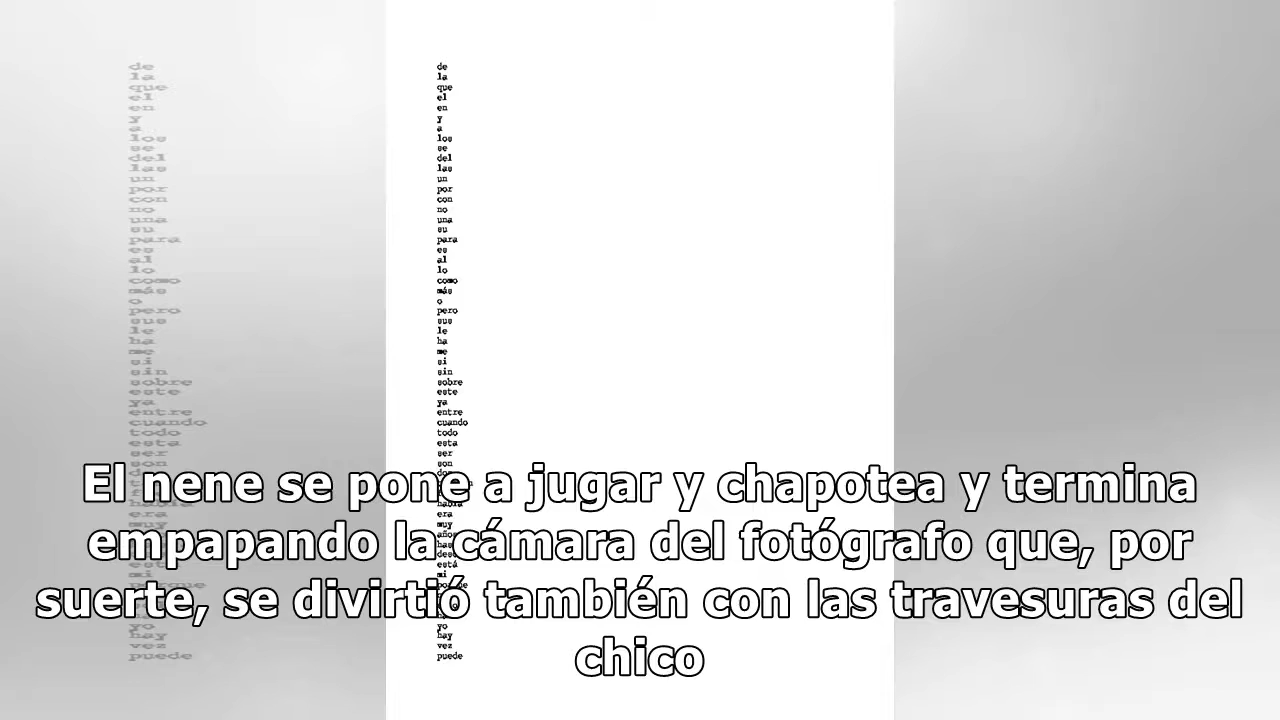 de
la
que
el
en
y
a
los
se
del
las
un
por
con
no
una
su
para
es
al
lo
como
más
o
pero
sus
le
ha
me
si
sin
sobre
este
ya
entre
cuando
todo
esta
ser
son
había
era
muy
años
está
mi
yo
hay
vez
puede
El nene se pone a jugar y chapotea y termina
empapando la cámara del fotógrafo que, por
suerte, se divirtió también con las travesuras del
chico